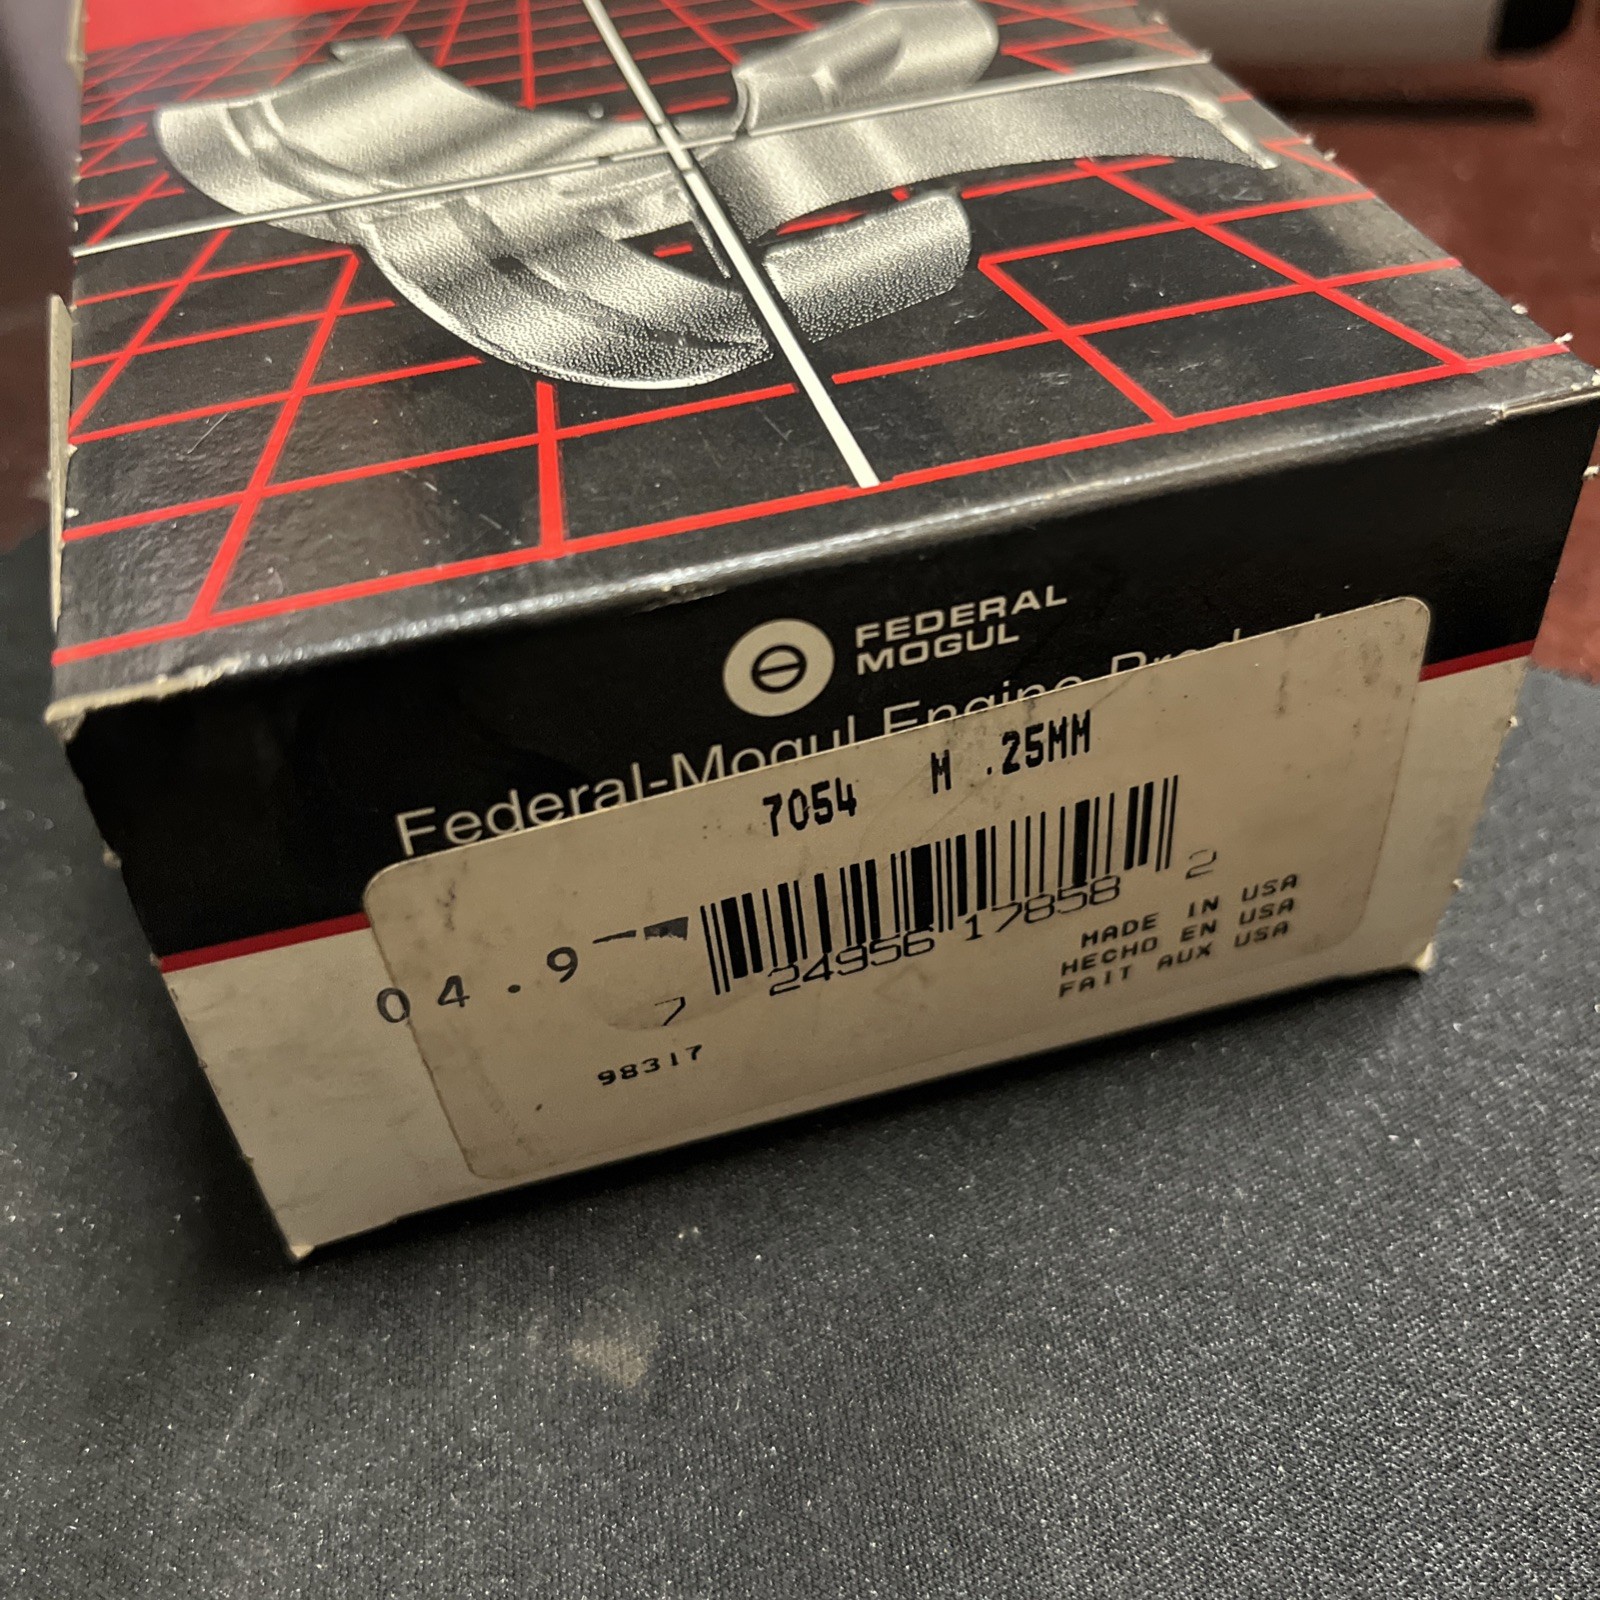 FEDERAL
MOGUL
Federal-Mogul Engine Products
7054 M .25MM
04.9
7 24956 17858 2
MADE IN USA
HECHO EN USA
FAIT AUX USA
98317